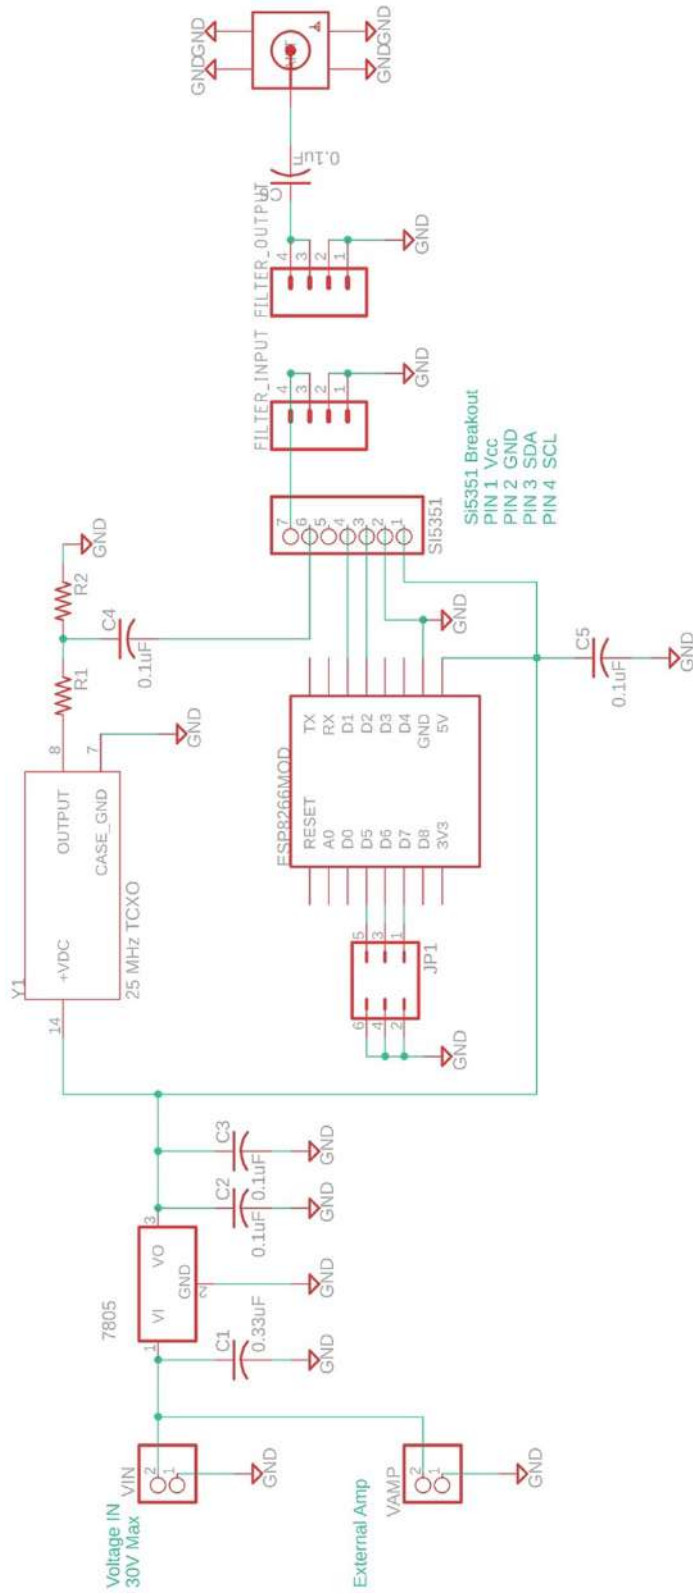 Voltage IN
30V Max
VIN
2
1
GND
External Amp
VAMP
2
1
GND
7805
1
VI
VO
3
GND
2
GND
C1
0.33uF
GND
C2
0.1uF
GND
C3
0.1uF
GND
Y1
14
+VDC
OUTPUT
8
CASE_GND
7
25 MHz TCXO
GND
R1
R2
GND
C4
0.1uF
JP1
6
5
4
3
2
1
GND
ESP8266MOD
RESET
TX
A0
RX
D0
D1
D5
D2
D6
D3
D7
D4
D8
GND
3V3
5V
GND
C5
0.1uF
GND
7
6
5
4
3
2
1
SI5351
Si5351 Breakout
PIN 1 Vcc
PIN 2 GND
PIN 3 SDA
PIN 4 SCL
FILTER_INPUT
4
3
2
1
GND
FILTER_OUTPUT
4
3
2
1
GND
0.1uF
GND
GND
GND
GND